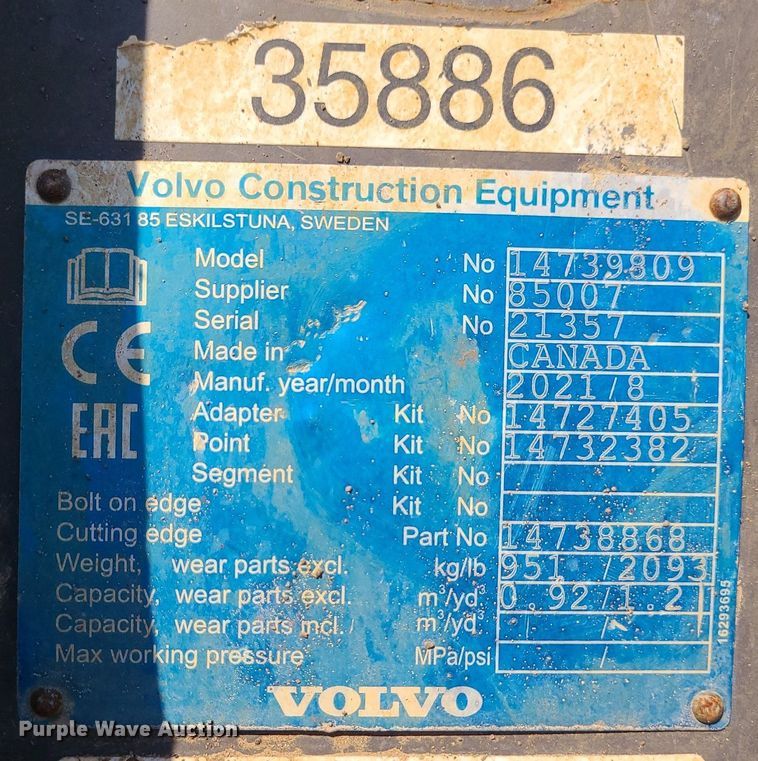 35886
Volvo Construction Equipment
SE-631 85 ESKILSTUNA, SWEDEN
Model No 14739809
Supplier No 85007
Serial No 21357
Made in CANADA
Manuf. year/month 2021/8
Adapter Kit No 14727405
Point Kit No 14732382
Segment Kit No
Bolt on edge Kit No
Cutting edge Part No 14738868
Weight, wear parts excl. kg/lb 951 /2093
Capacity, wear parts excl. m³/yd³ 0.92/1.21
Capacity, wear parts incl. m³/yd³ /
Max working pressure MPa/psi /
CE
EAC
16293695
VOLVO
Purple Wave Auction